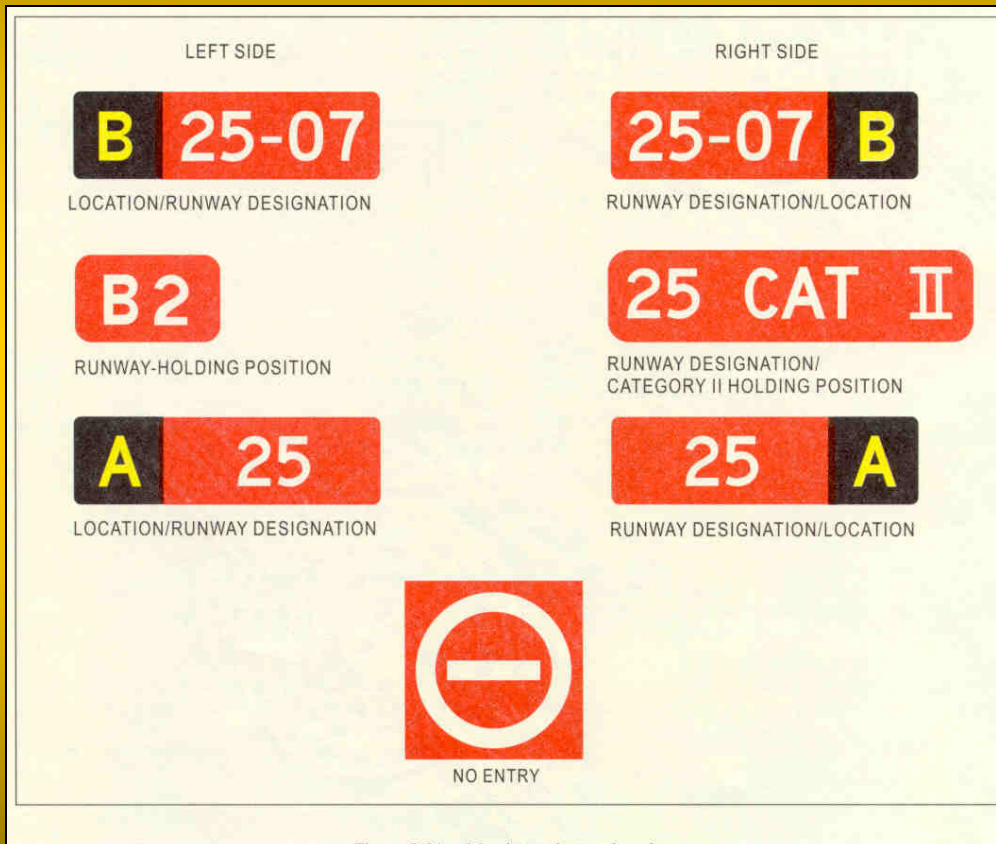 LEFT SIDE
RIGHT SIDE
B 25-07
25-07 B
LOCATION/RUNWAY DESIGNATION
RUNWAY DESIGNATION/LOCATION
B2
25 CAT II
RUNWAY-HOLDING POSITION
RUNWAY DESIGNATION/
CATEGORY II HOLDING POSITION
A 25
25 A
LOCATION/RUNWAY DESIGNATION
RUNWAY DESIGNATION/LOCATION
NO ENTRY